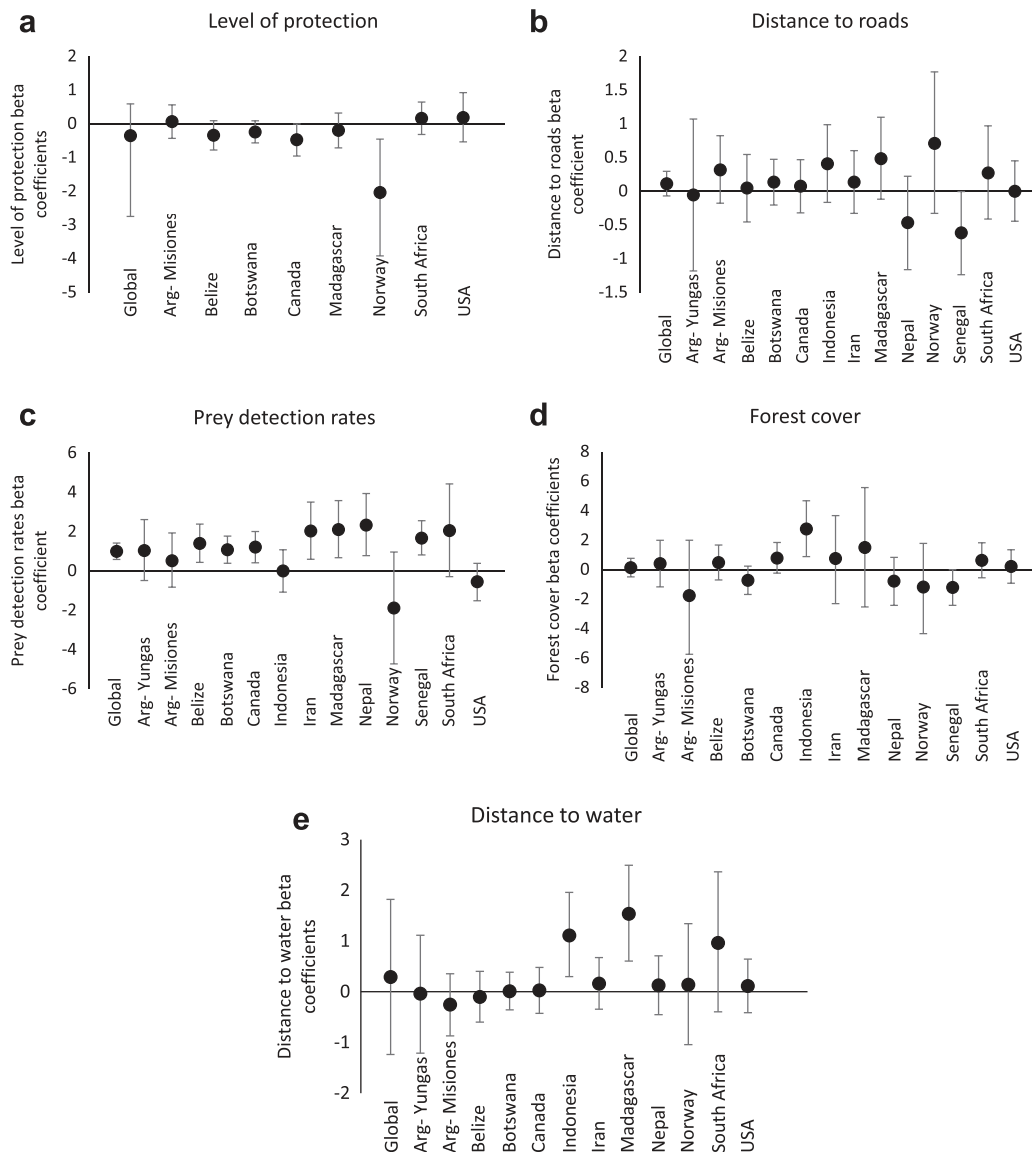 a
Level of protection
Level of protection beta
coefficients
2
1
0
-1
-2
-3
-4
-5
Global
Arg- Misiones
Belize
Botswana
Canada
Madagascar
Norway
South Africa
USA
b
Distance to roads
Distance to roads beta
coefficient
2
1.5
1
0.5
0
-0.5
-1
-1.5
Global
Arg- Yungas
Arg- Misiones
Belize
Botswana
Canada
Indonesia
Iran
Madagascar
Nepal
Norway
Senegal
South Africa
USA
c
Prey detection rates
Prey detection rates beta
coefficient
6
4
2
0
-2
-4
-6
Global
Arg- Yungas
Arg- Misiones
Belize
Botswana
Canada
Indonesia
Iran
Madagascar
Nepal
Norway
Senegal
South Africa
USA
d
Forest cover
Forest cover beta coefficients
8
6
4
2
0
-2
-4
-6
-8
Global
Arg- Yungas
Arg- Misiones
Belize
Botswana
Canada
Indonesia
Iran
Madagascar
Nepal
Norway
Senegal
South Africa
USA
e
Distance to water
Distance to water beta
coefficients
3
2
1
0
-1
-2
Global
Arg- Yungas
Arg- Misiones
Belize
Botswana
Canada
Indonesia
Iran
Madagascar
Nepal
Norway
South Africa
USA